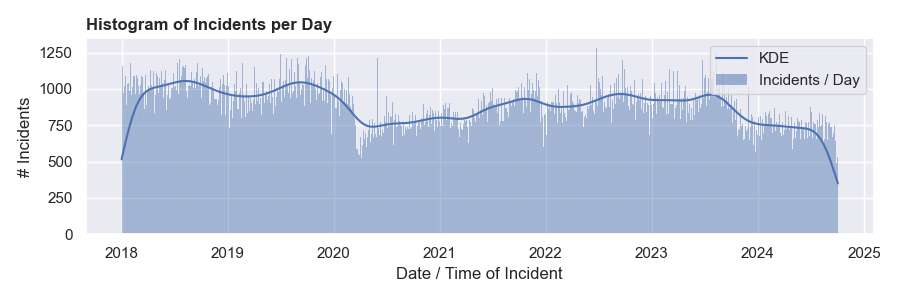 Histogram of Incidents per Day
1250
1000
750
500
250
0
# Incidents
KDE
Incidents / Day
2018 2019 2020 2021 2022 2023 2024 2025
Date / Time of Incident